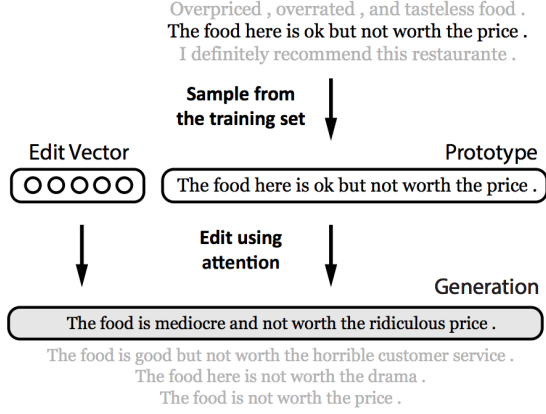 Overpriced , overrated , and tasteless food .
The food here is ok but not worth the price .
I definitely recommend this restaurante .
Sample from
the training set
Edit Vector
Prototype
The food here is ok but not worth the price .
Edit using
attention
Generation
The food is mediocre and not worth the ridiculous price .
The food is good but not worth the horrible customer service .
The food here is not worth the drama .
The food is not worth the price .